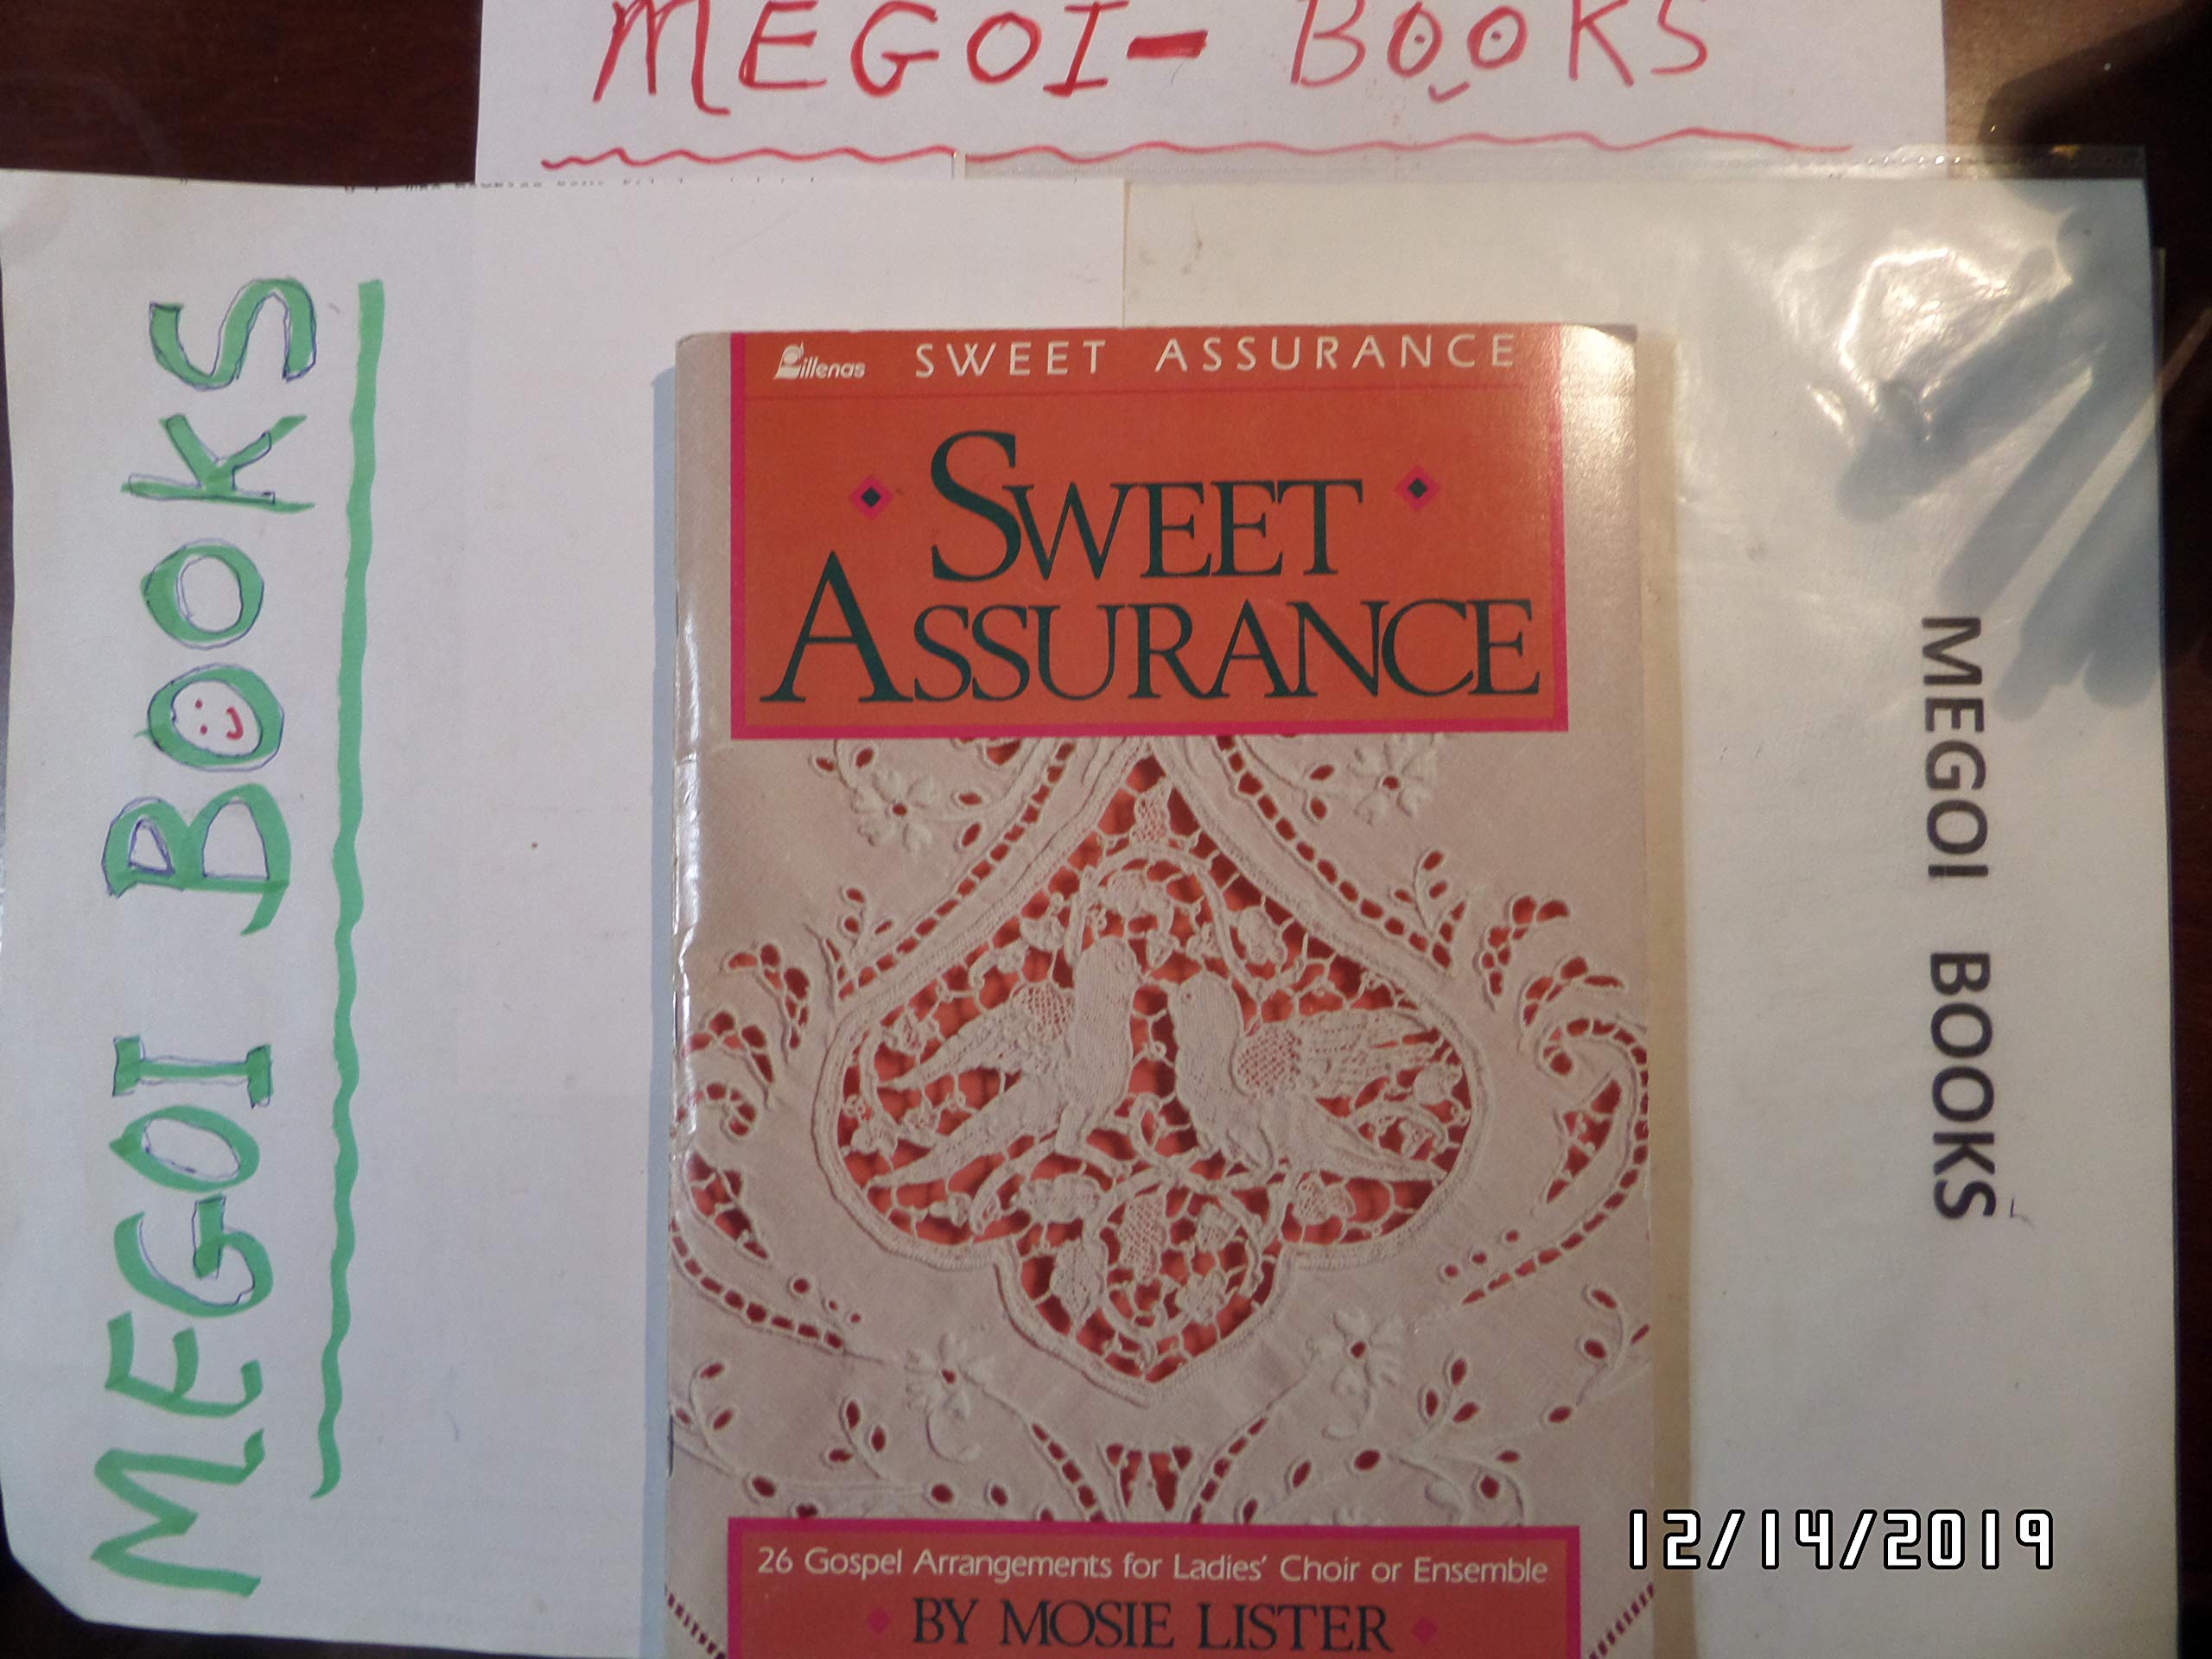 MEGOI- BOOKS
MEGOI BOOKS
Lillenas SWEET ASSURANCE
SWEET
ASSURANCE
26 Gospel Arrangements for Ladies' Choir or Ensemble
BY MOSIE LISTER
MEGOI BOOKS
12/14/2019